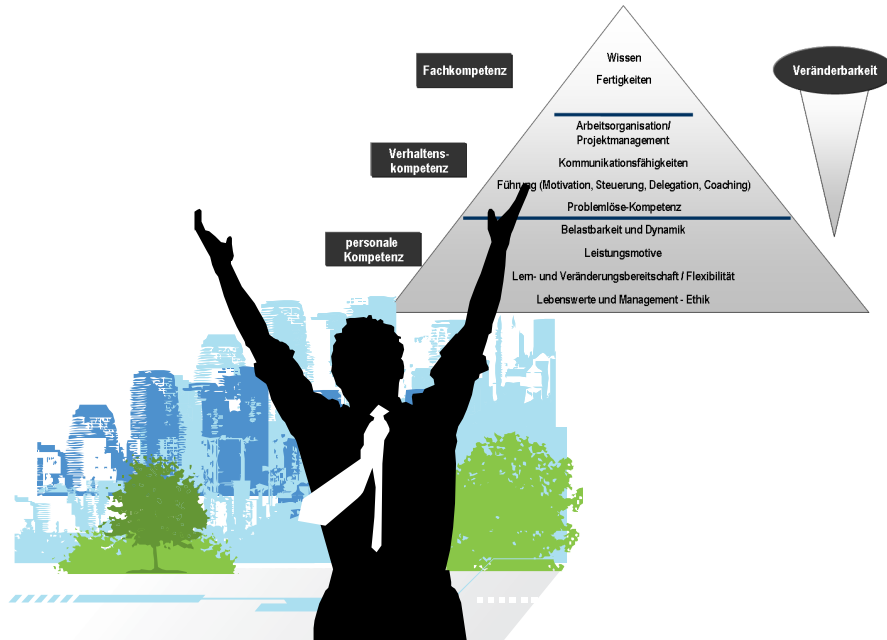 Fachkompetenz
Wissen
Fertigkeiten
Veränderbarkeit
Verhaltens-
kompetenz
Arbeitsorganisation/
Projektmanagement
Kommunikationsfähigkeiten
Führung (Motivation, Steuerung, Delegation, Coaching)
Problemlöse-Kompetenz
personale
Kompetenz
Belastbarkeit und Dynamik
Leistungsmotive
Lern- und Veränderungsbereitschaft / Flexibilität
Lebenswerte und Management - Ethik